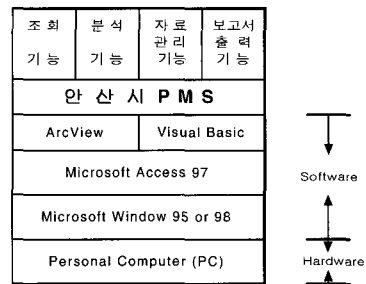 조 회 분 석 자 료 보고서
관 리 출 력
기 능 기 능 기능 기 능
안 산 시 P M S
ArcView Visual Basic
Microsoft Access 97
Software
Microsoft Window 95 or 98
Personal Computer (PC)
Hardware